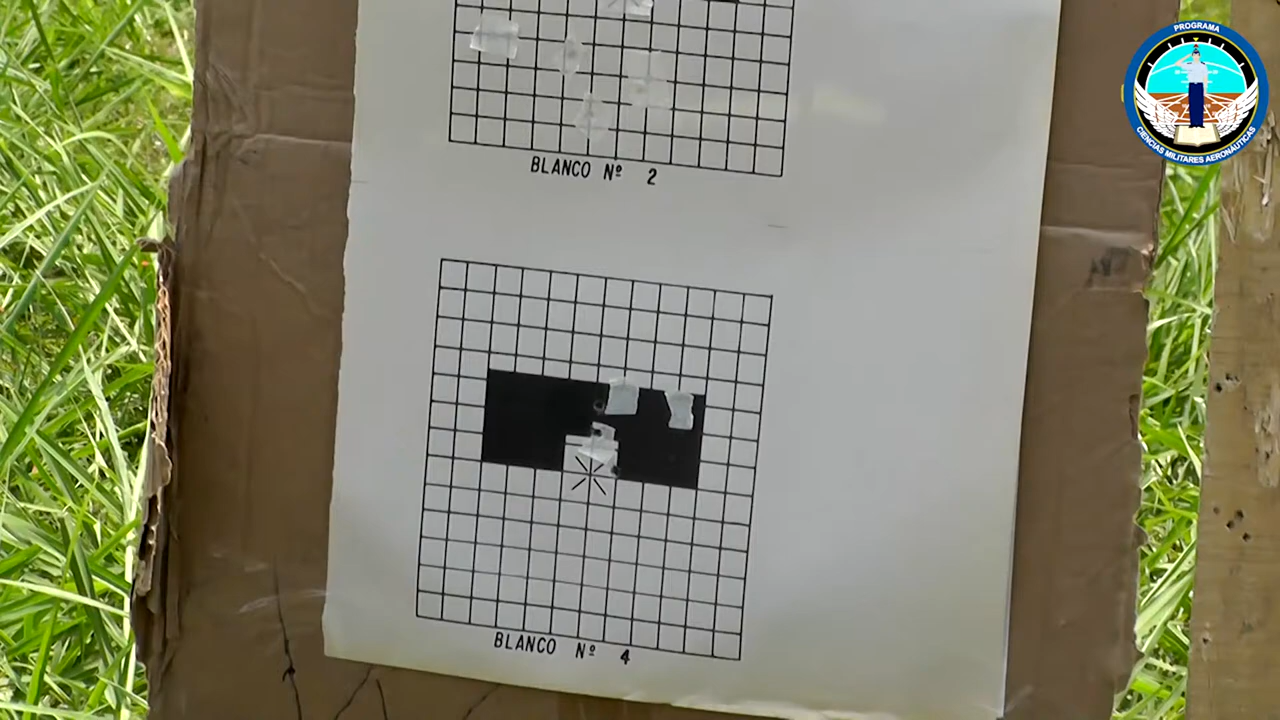 PROGRAMA
CIENCIAS MILITARES AERONÁUTICAS
BLANCO Nº 2
BLANCO Nº 4